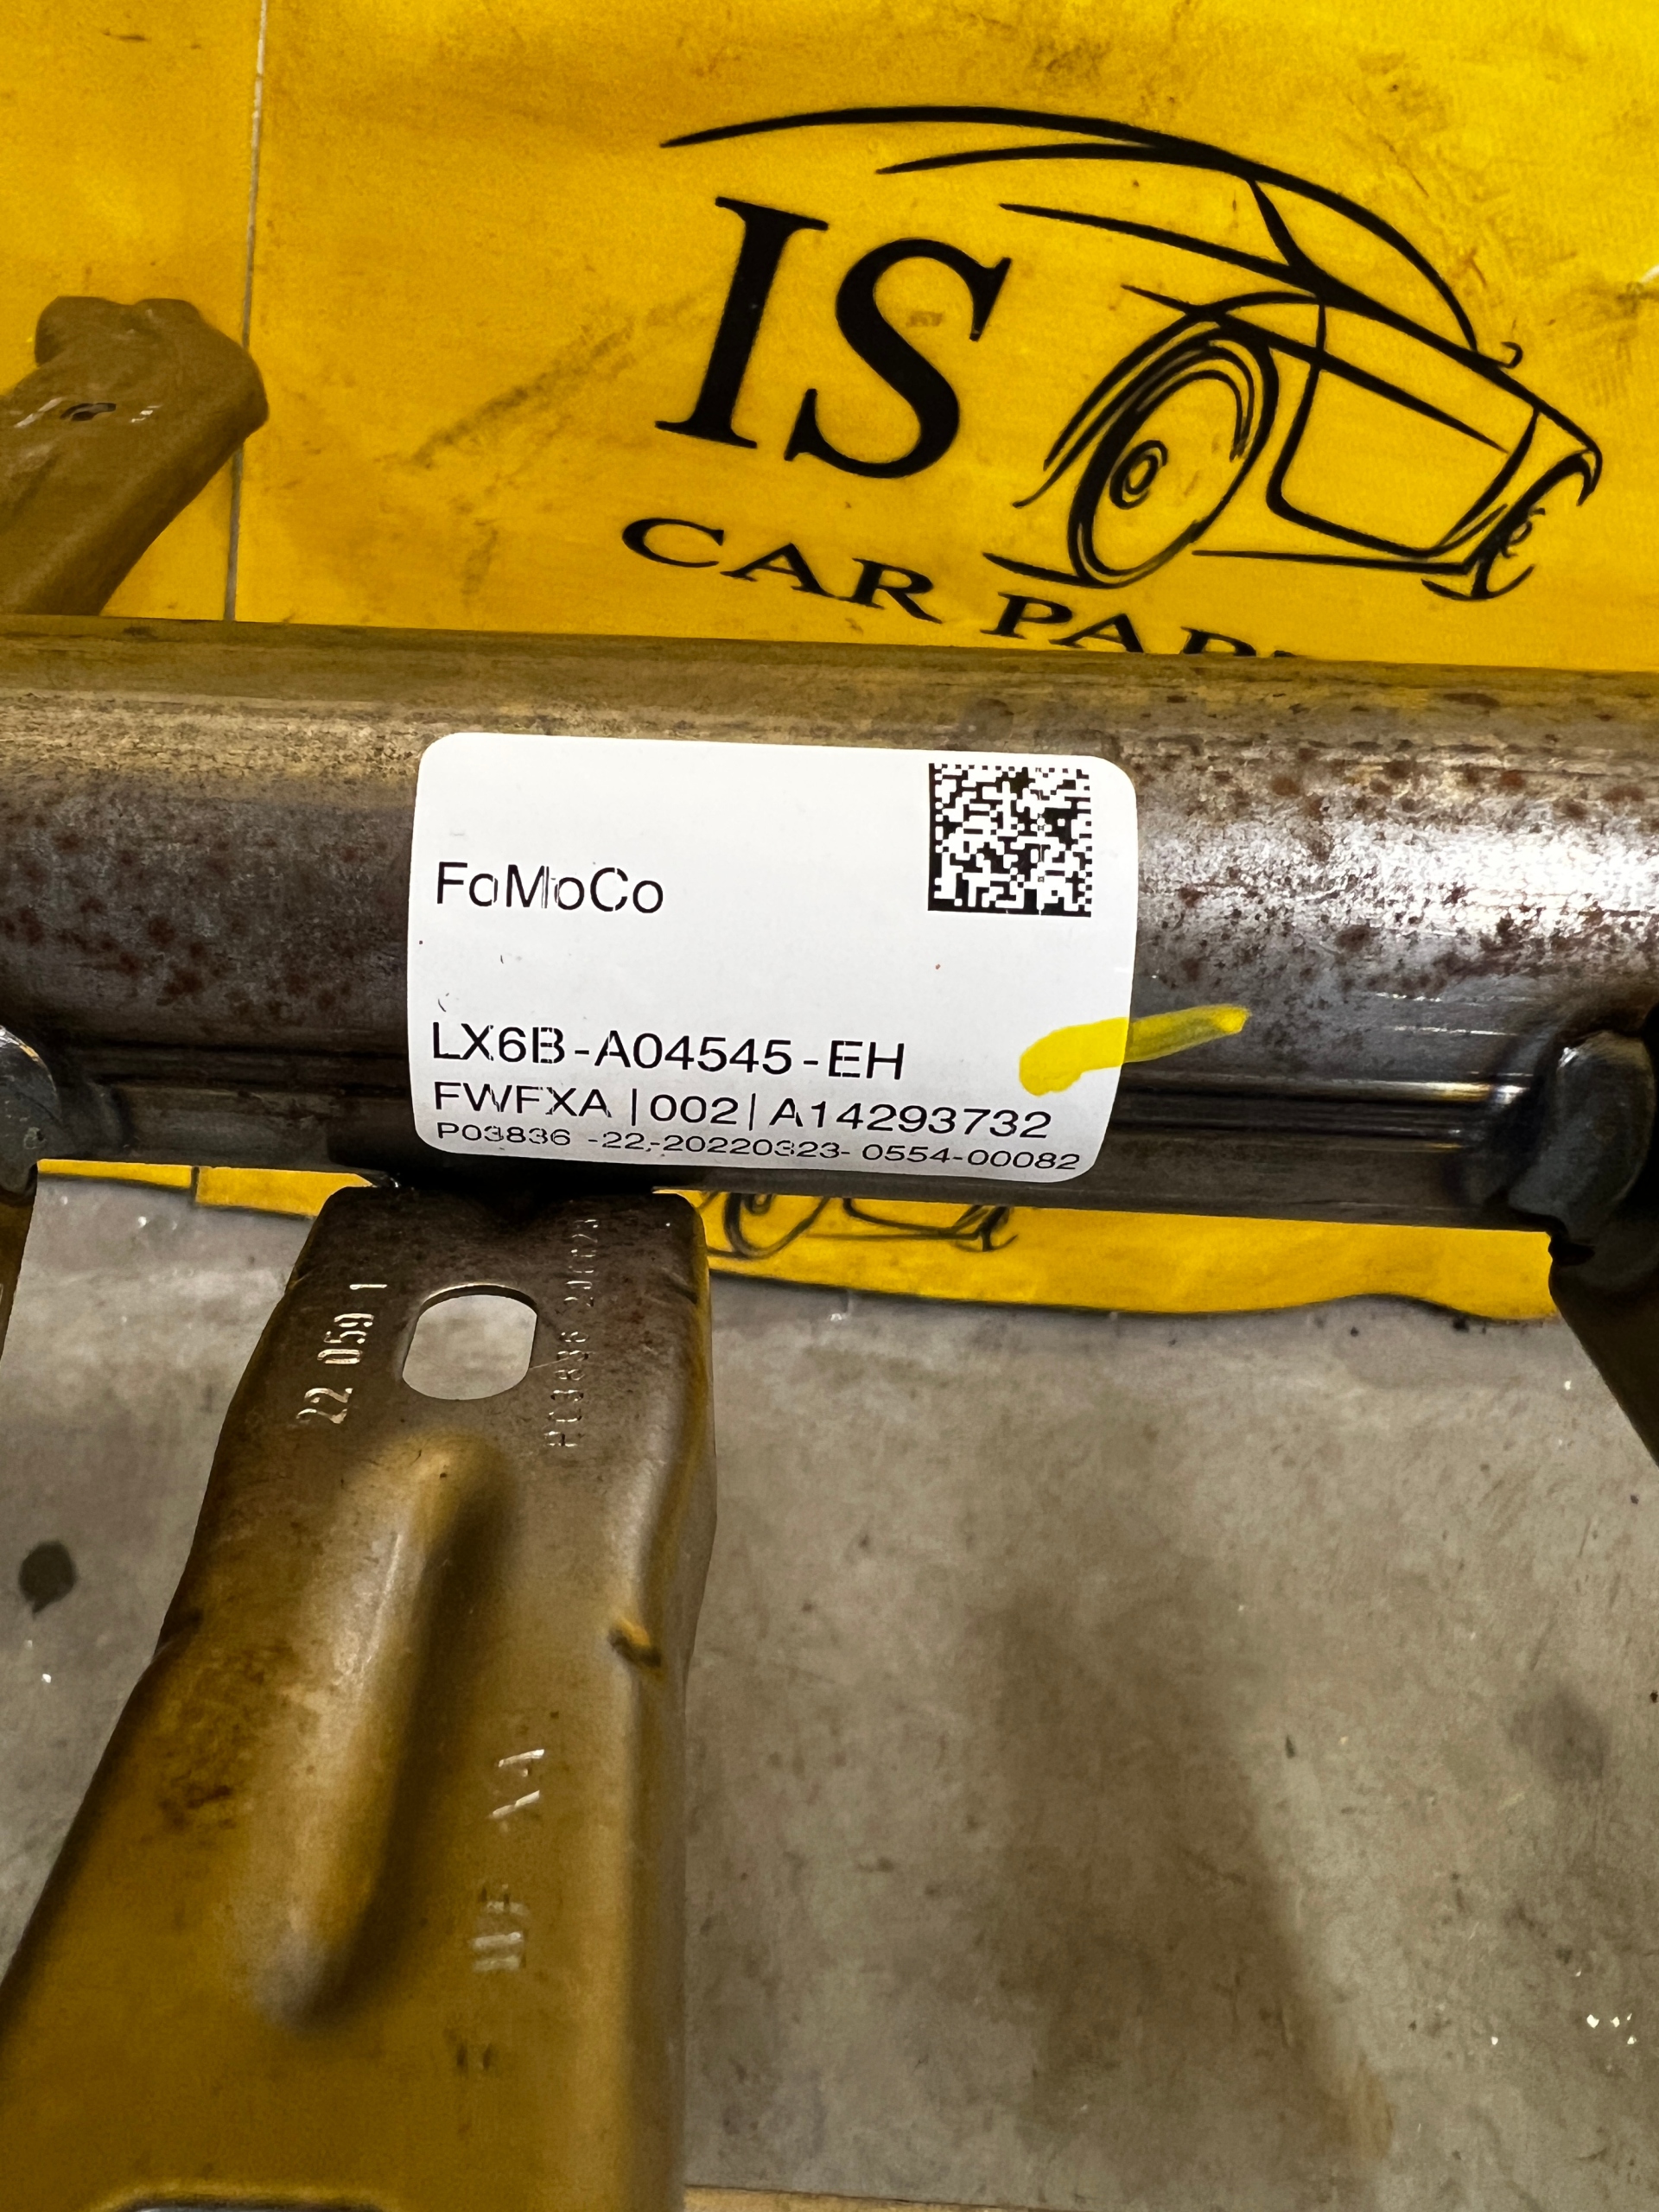 IS
CAR PAR
FoMoCo
LX6B-A04545-EH
FWFXA |002| A14293732
P03836 -22,-20220323- 0554-00082
22 059 1